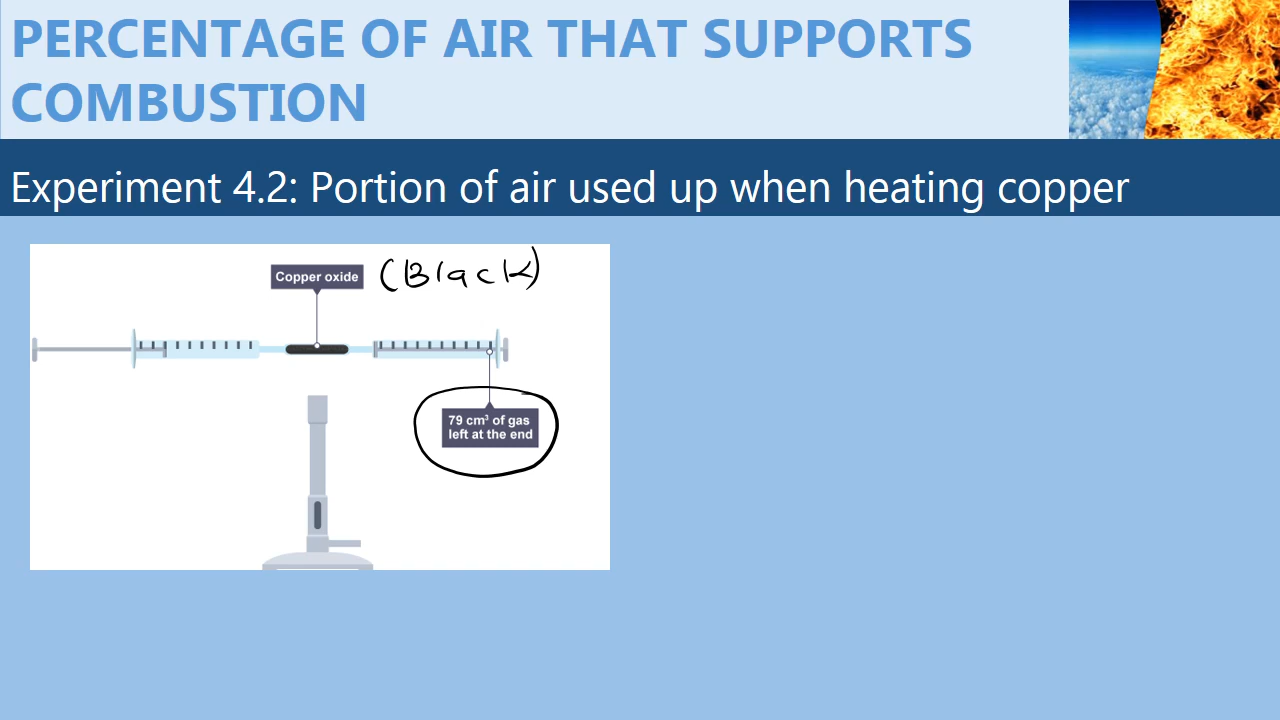 PERCENTAGE OF AIR THAT SUPPORTS
COMBUSTION
Experiment 4.2: Portion of air used up when heating copper
Copper oxide (Black)
79 cm³ of gas
left at the end